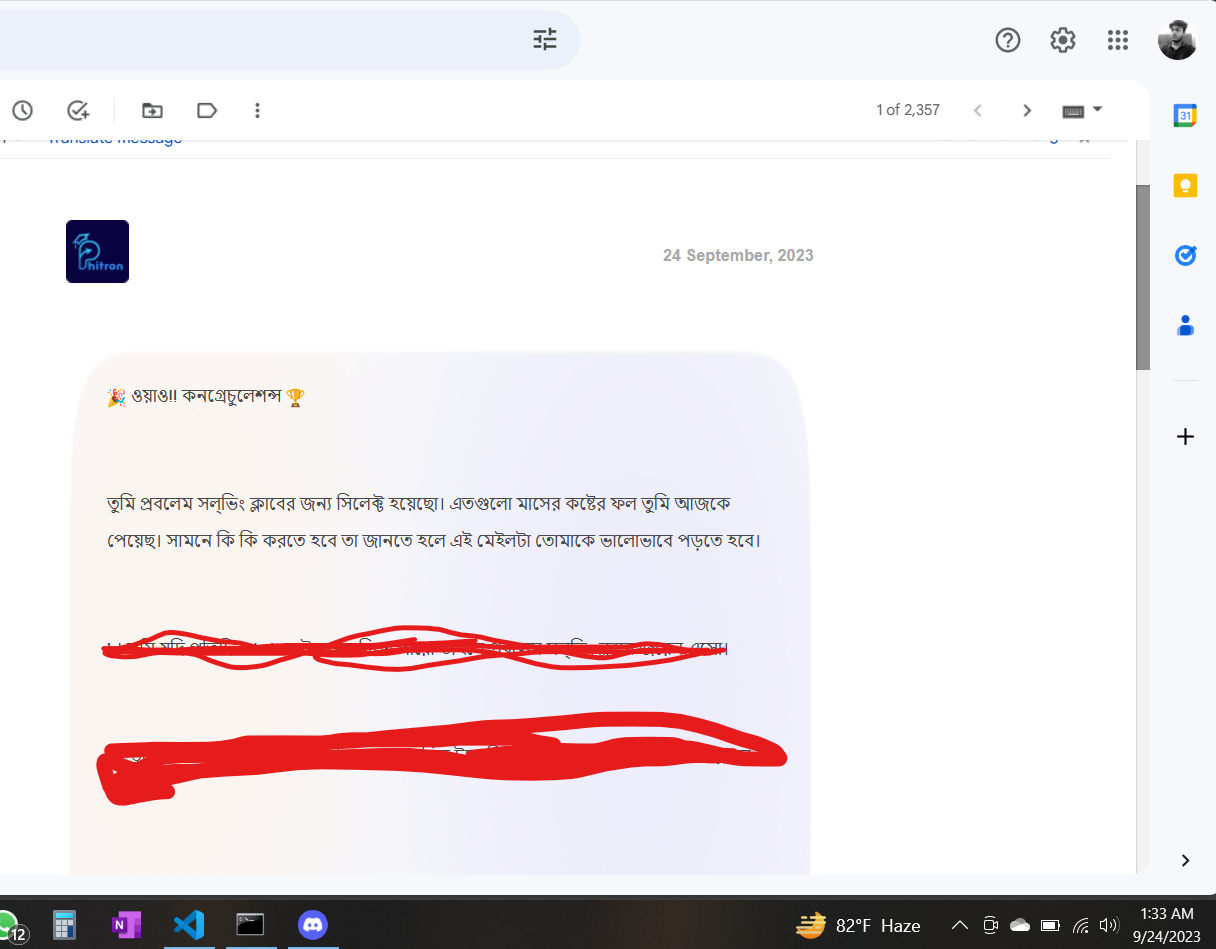 1 of 2,357
Translate message
31
Phitron
24 September, 2023
🎉 ওয়াও!! কনগ্রেচুলেশন্স 🏆
তুমি প্রবলেম সল্ভিং ক্লাবের জন্য সিলেক্ট হয়েছো। এতগুলো মাসের কষ্টের ফল তুমি আজকে
পেয়েছ। সামনে কি কি করতে হবে তা জানতে হলে এই মেইলটা তোমাকে ভালোভাবে পড়তে হবে।
এসো।
12
N
82°F Haze
1:33 AM
9/24/2023